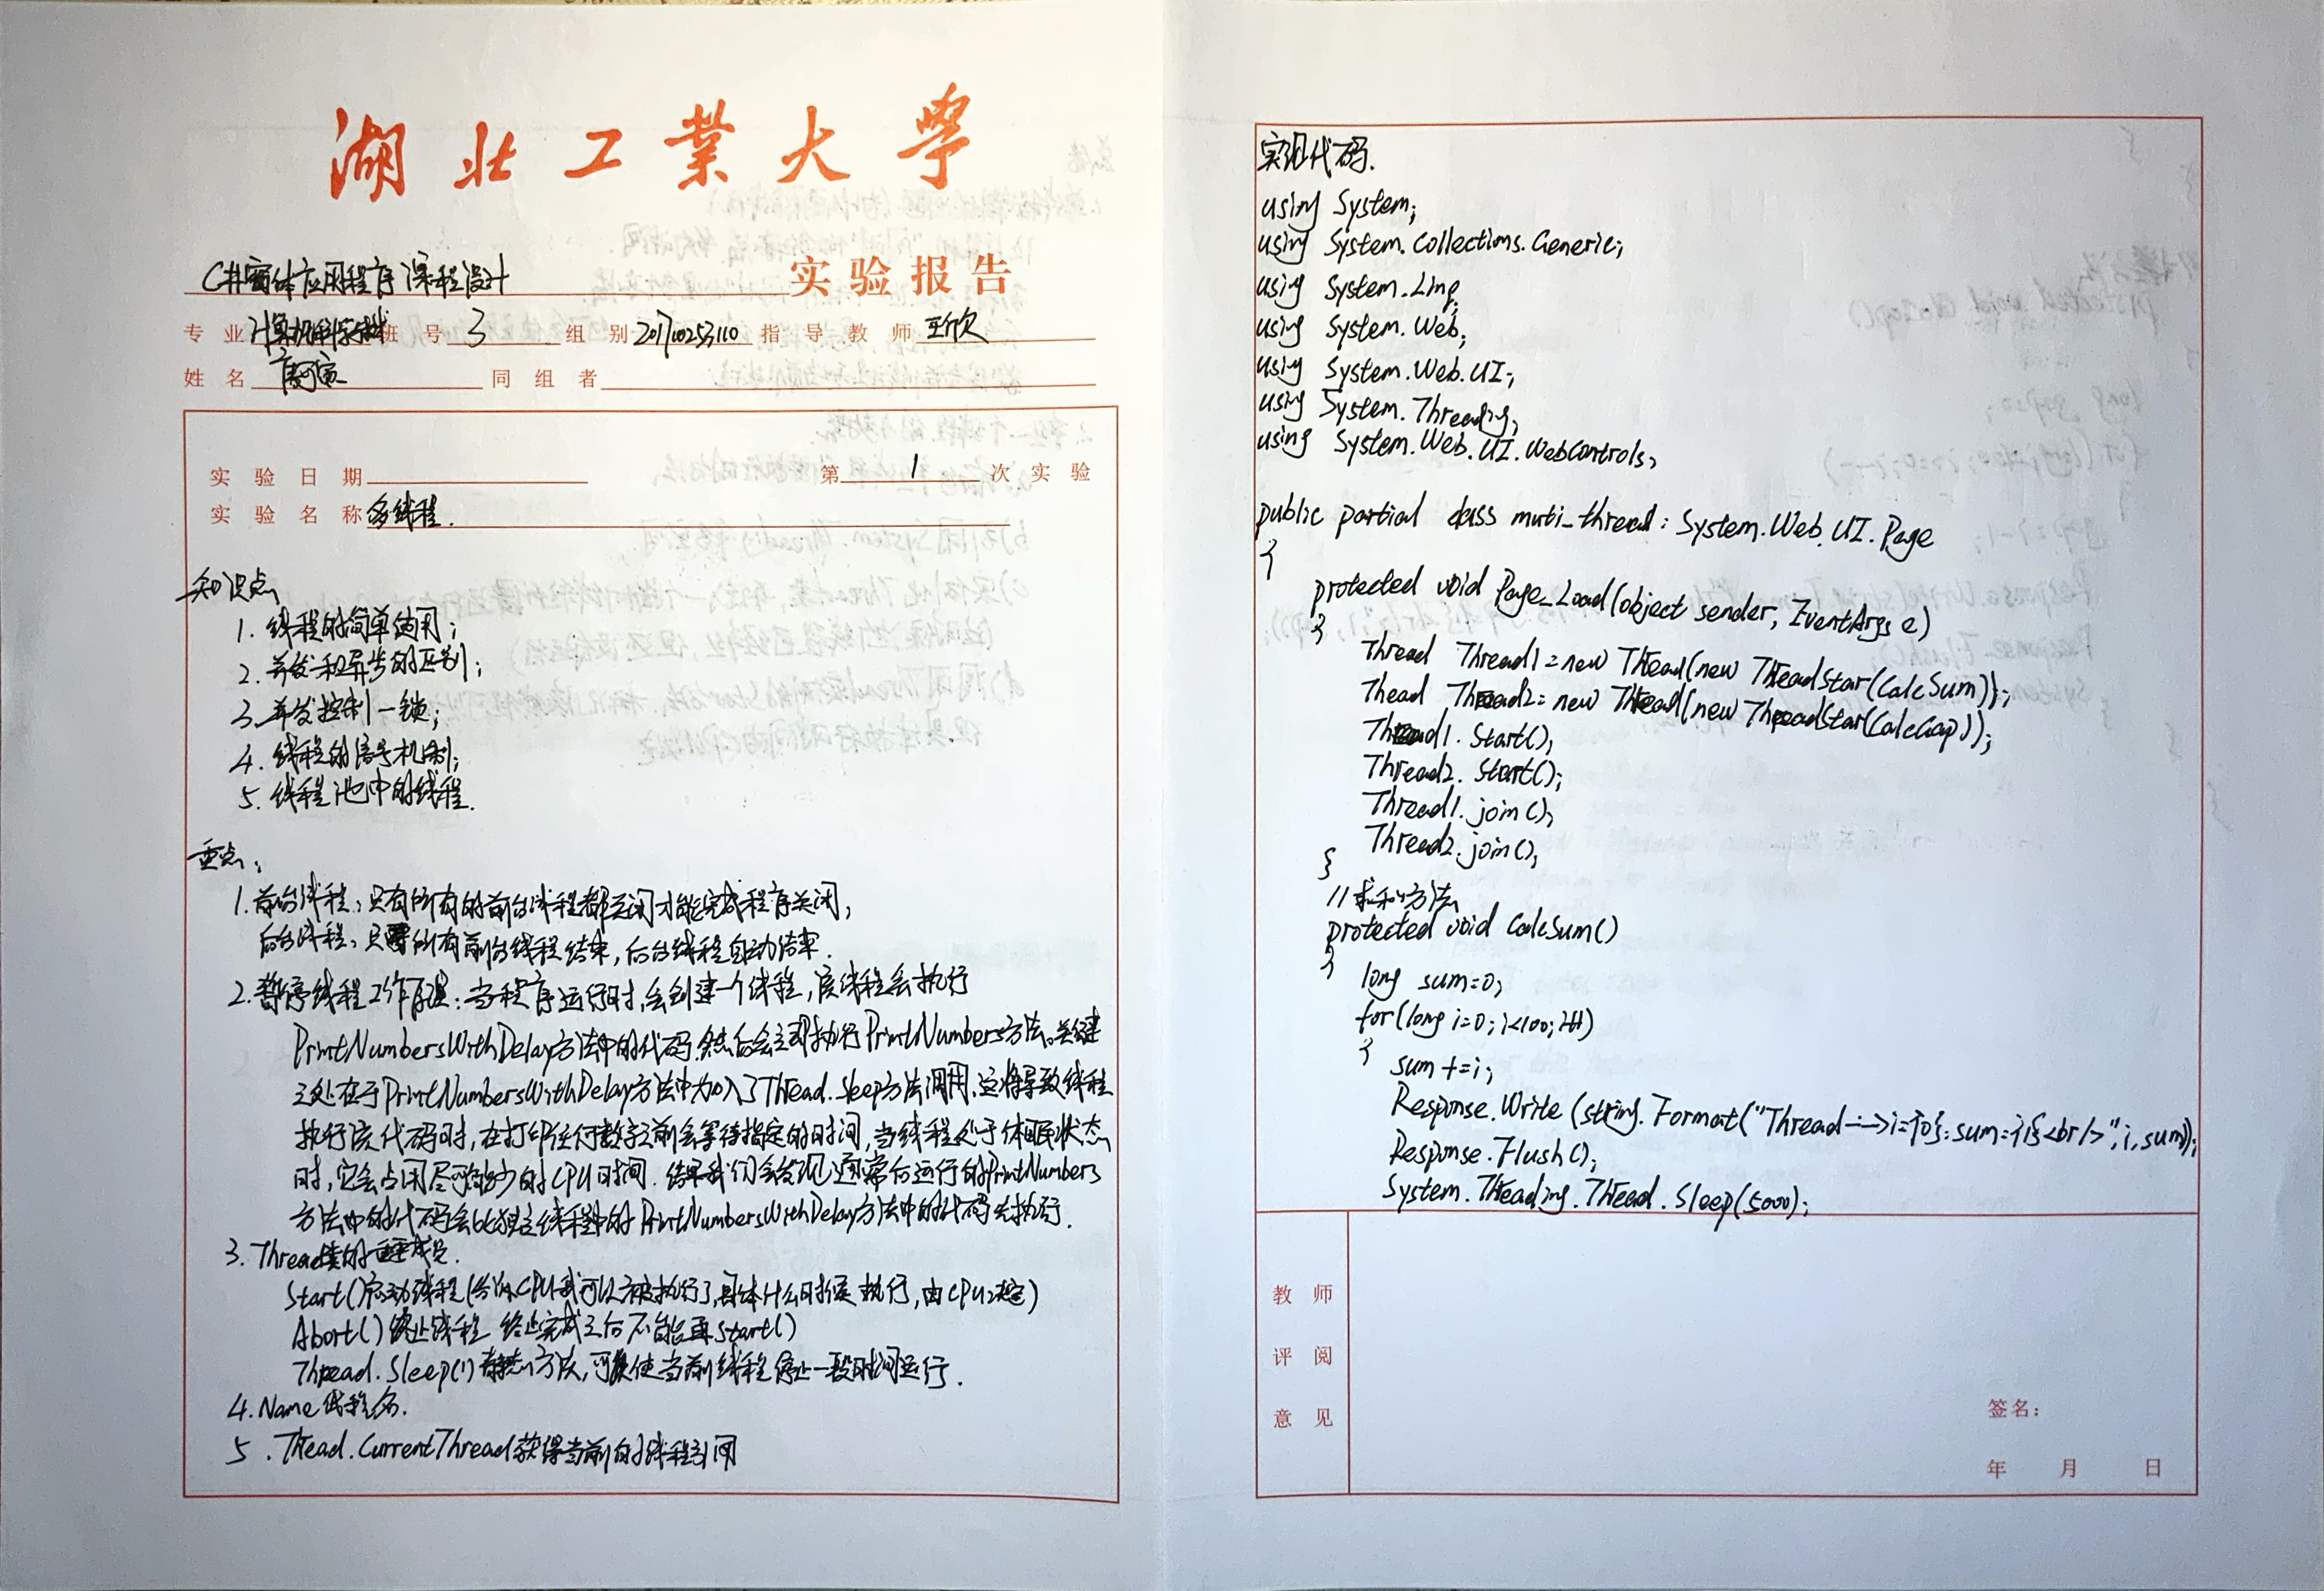 湖北工業大學
C#窗体应用程序课程设计 实验报告
专业 计算机科学与技术 班号 3 组别 201710253110 指导教师 王欣
姓名 同组者
实验日期 第 1 次实验
实验名称 多线程.
知识点
1. 线程的简单使用;
2. 并发和异步的区别;
3. 并发控制—锁;
4. 线程的信号机制;
5. 线程池中的线程.
重点:
1. 前台线程:只有所有的前台线程都关闭才能完成程序关闭;
后台线程:只要所有前台线程结束,后台线程自动结束.
2. 暂停线程工作原理:当程序运行时,会创建一个线程,该线程会执行
PrintNumbersWithDelay方法中的代码.然后会立即执行PrintNumbers方法。关键
之处在于PrintNumbersWithDelay方法中加入了Thread.Sleep方法调用.这将导致线程
执行该代码时,在打印任何数字之前会等待指定的时间,当线程处于休眠状态
时,它会占用尽可能少的CPU时间.结果我们会发现通常后运行的PrintNumbers
方法中的代码会比独立线程中的PrintNumbersWithDelay方法中的代码先执行.
3. Thread类的重要成员.
Start()启动线程(告诉CPU我可以被执行了,具体什么时候执行,由CPU决定)
Abort()终止线程 终止完成之后不能再Start()
Thread.Sleep(1)静态方法,可以使当前线程停止一段时间运行.
4. Name线程名.
5. Thread.CurrentThread获得当前的线程引用
实现代码.
using System;
using System.Collections.Generic;
using System.Linq;
using System.Web;
using System.Web.UI;
using System.Threading;
using System.Web.UI.WebControls;
public partial class muti_thread: System.Web.UI.Page
{
protected void Page_Load(object sender, EventArgs e)
{
Thread Thread1=new Thread(new ThreadStar(CalcSum));
Thead Thread2=new Thread(new ThreadStar(CalcGap));
Thread1. Start();
Thread2. Start();
Thread1. join();
Thread2. join();
}
//求和方法
protected void CalcSum()
{
long sum=0;
for(long i=0; i<100; i++)
{
sum +=i;
Response.Write (string.Format("Thread--->i={0}:sum={1}<br/>",i,sum));
Response.Flush();
System.Threading.Thread.Sleep(5000);
教师
评阅
意见
签名:
年 月 日